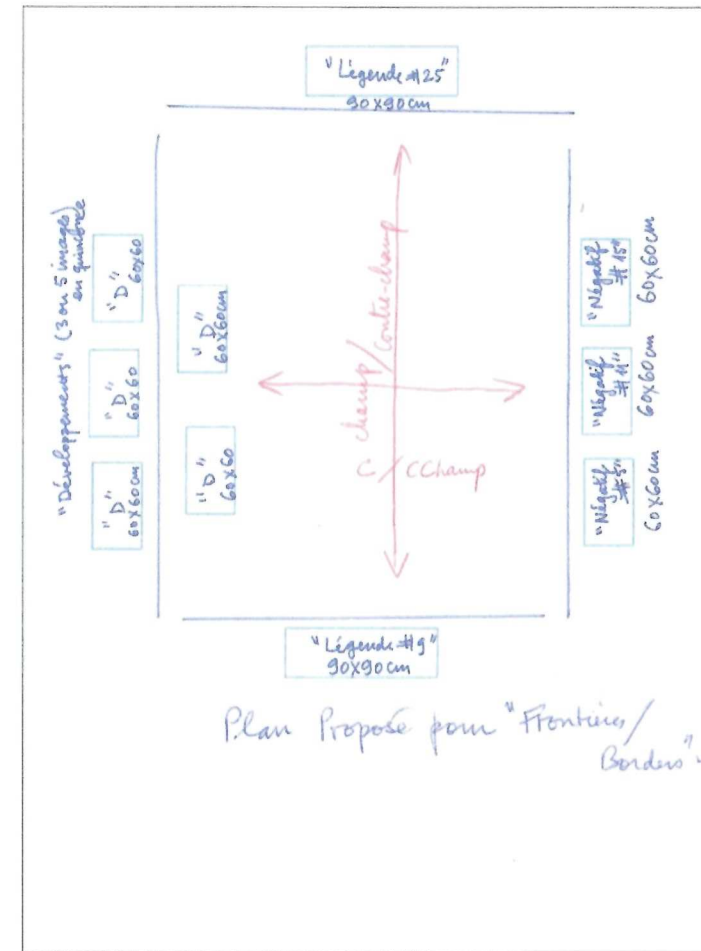 "Légende #25"
90x90cm
"Développements" (3 ou 5 images)
en quinconce
"D"
60x60
"D"
60x60
"D"
60x60cm
"D"
60x60cm
"D"
60x60
champ/contre-champ
C/CChamp
"Négatif
#15"
60x60cm
"Négatif
#11"
60x60cm
"Négatif
#5"
60x60cm
"Légende #9"
90x90cm
Plan Proposé pour "Frontières/
Borders".